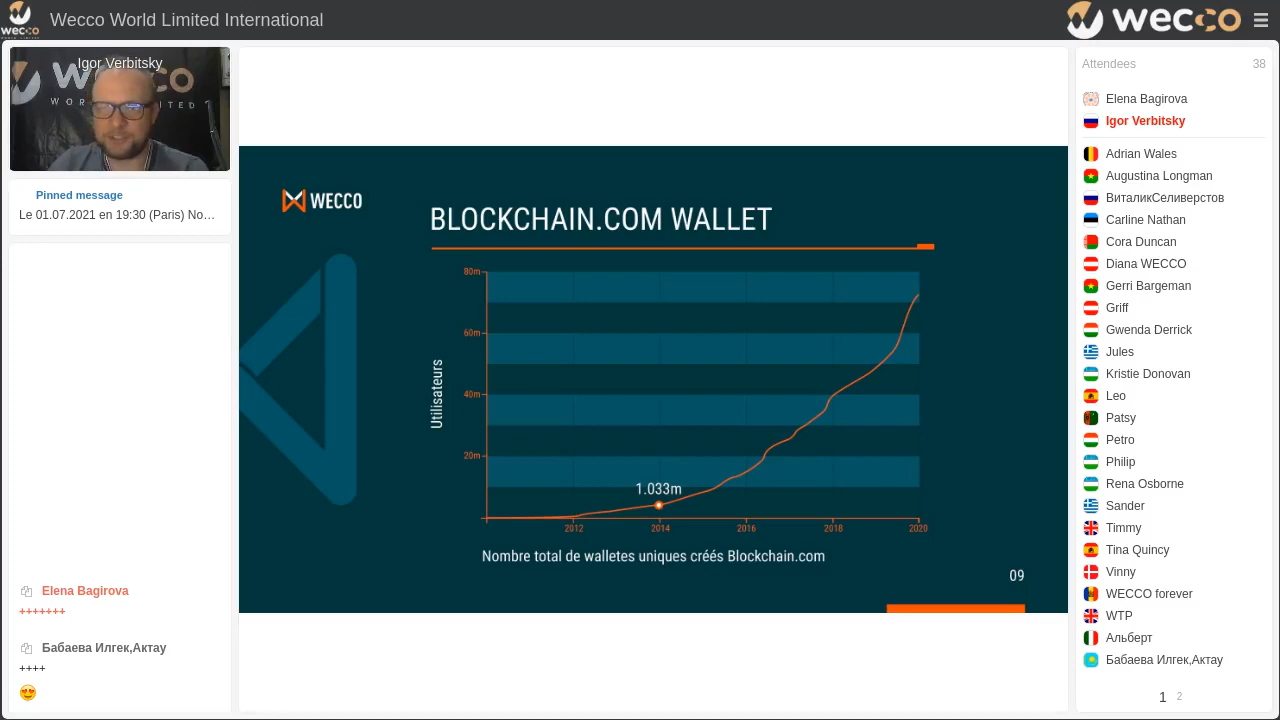 Wecco World Limited International
wecco
wecco
Igor Verbitsky
Pinned message
Le 01.07.2021 en 19:30 (Paris) No…
Elena Bagirova
+++++++
Бабаева Илгек,Актау
++++
WECCO
BLOCKCHAIN.COM WALLET
80m
60m
40m
20m
Utilisateurs
1.033m
2012
2014
2016
2018
2020
Nombre total de walletes uniques créés Blockchain.com
09
Attendees 38
Elena Bagirova
Igor Verbitsky
Adrian Wales
Augustina Longman
ВиталикСеливерстов
Carline Nathan
Cora Duncan
Diana WECCO
Gerri Bargeman
Griff
Gwenda Derrick
Jules
Kristie Donovan
Leo
Patsy
Petro
Philip
Rena Osborne
Sander
Timmy
Tina Quincy
Vinny
WECCO forever
WTP
Альберт
Бабаева Илгек,Актау
1 2